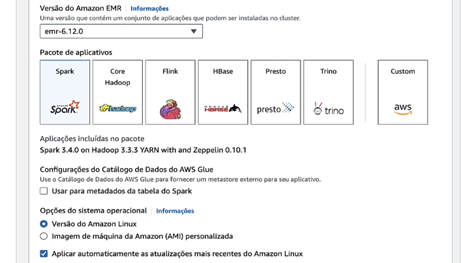 Versão do Amazon EMR Informações
Uma versão que contém um conjunto de aplicações que podem ser instaladas no cluster.
emr-6.12.0
Pacote de aplicativos
Spark Core Hadoop Flink HBase Presto Trino Custom
Spark hadoop HBASE presto trino aws
Aplicações incluídas no pacote
Spark 3.4.0 on Hadoop 3.3.3 YARN with and Zeppelin 0.10.1
Configurações do Catálogo de Dados do AWS Glue
Use o Catálogo de Dados do AWS Glue para fornecer um metastore externo para seu aplicativo.
Usar para metadados da tabela do Spark
Opções do sistema operacional Informações
Versão do Amazon Linux
Imagem de máquina da Amazon (AMI) personalizada
Aplicar automaticamente as atualizações mais recentes do Amazon Linux